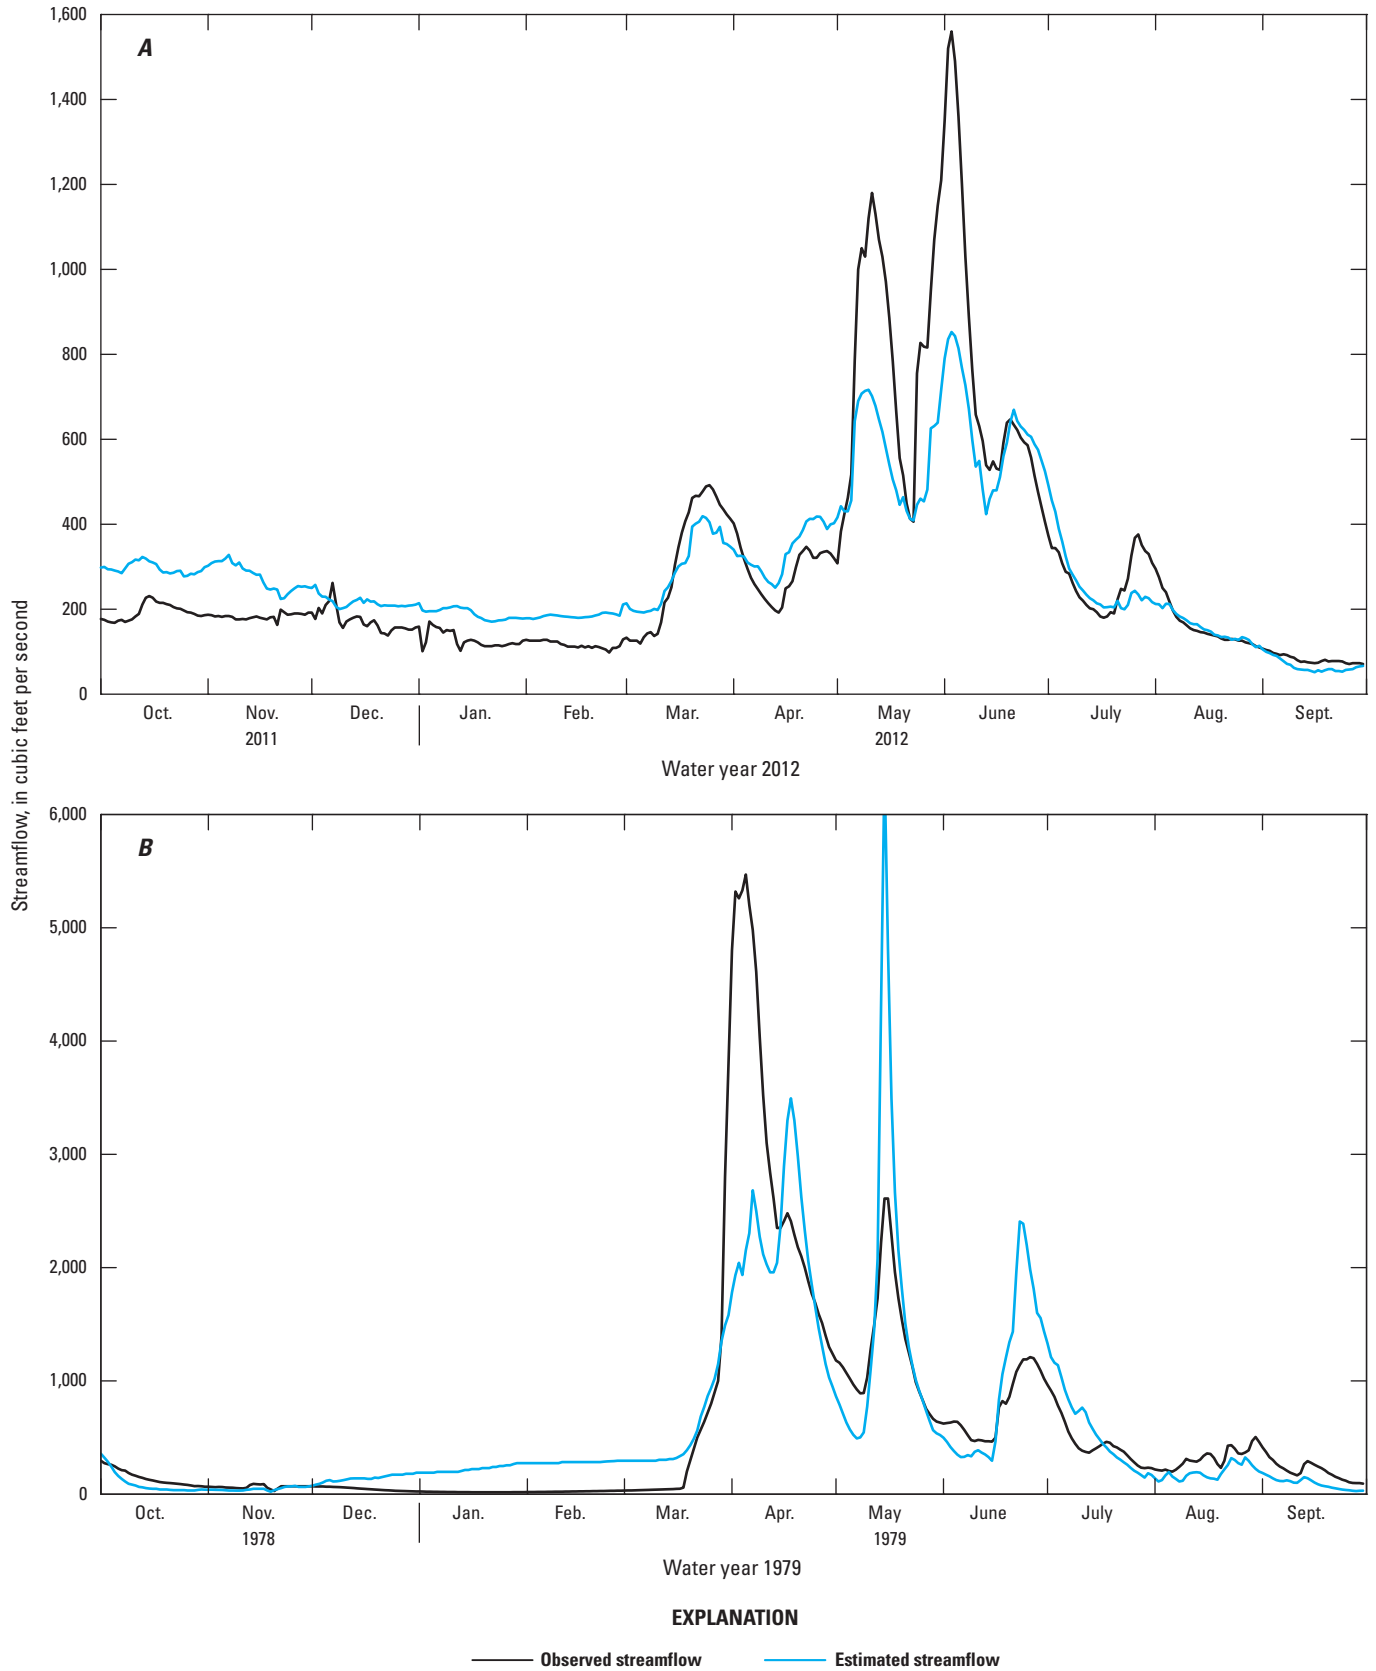 Streamflow, in cubic feet per second
A
1,600
1,400
1,200
1,000
800
600
400
200
0
Oct. Nov. Dec. Jan. Feb. Mar. Apr. May June July Aug. Sept.
2011 2012
Water year 2012
B
6,000
5,000
4,000
3,000
2,000
1,000
0
Oct. Nov. Dec. Jan. Feb. Mar. Apr. May June July Aug. Sept.
1978 1979
Water year 1979
EXPLANATION
Observed streamflow Estimated streamflow